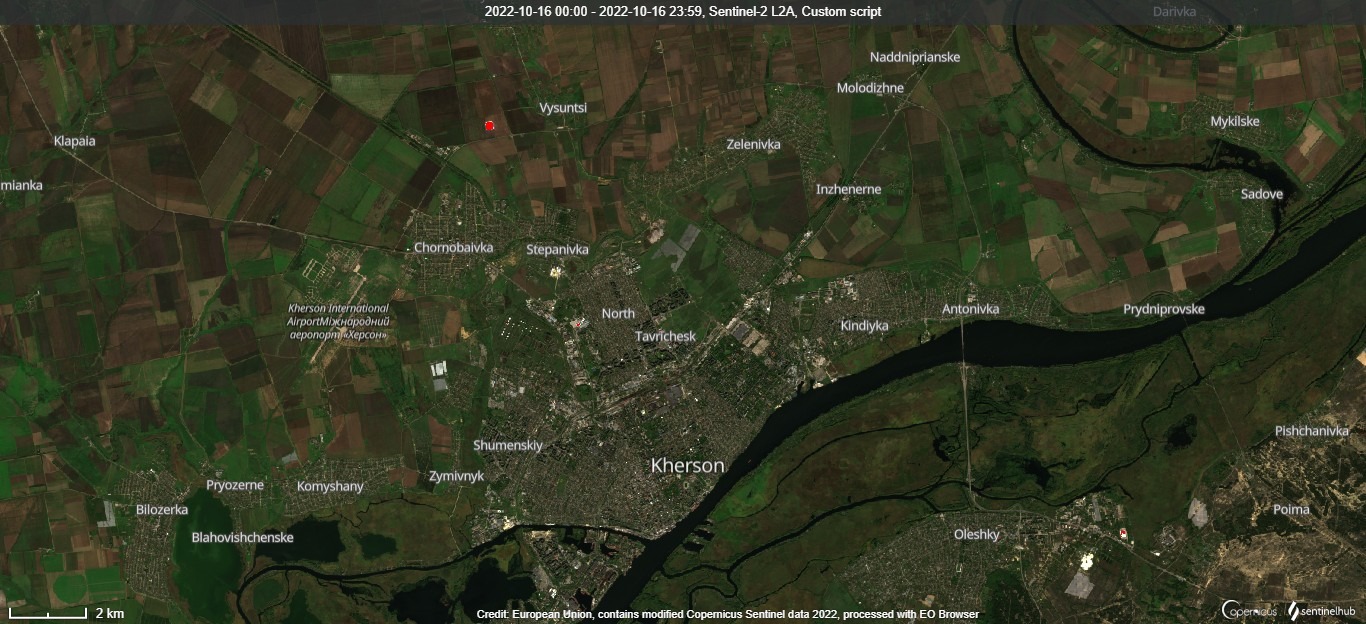 2022-10-16 00:00 - 2022-10-16 23:59, Sentinel-2 L2A, Custom script
Darivka
Naddniprianske
Molodizhne
Vysuntsi
Mykilske
Klapaia
Zelenivka
mianka
Inzhenerne
Sadove
Chornobaivka
Stepanivka
Kherson International
AirportМіжнародний
аеропорт «Херсон»
North
Antonivka
Prydniprovske
Kindiyka
Tavrichesk
Pishchanivka
Shumenskiy
Kherson
Zymivnyk
Pryozerne
Komyshany
Bilozerka
Poima
Blahovishchenske
Oleshky
2 km
Credit: European Union, contains modified Copernicus Sentinel data 2022, processed with EO Browser
Copernicus
sentinelhub